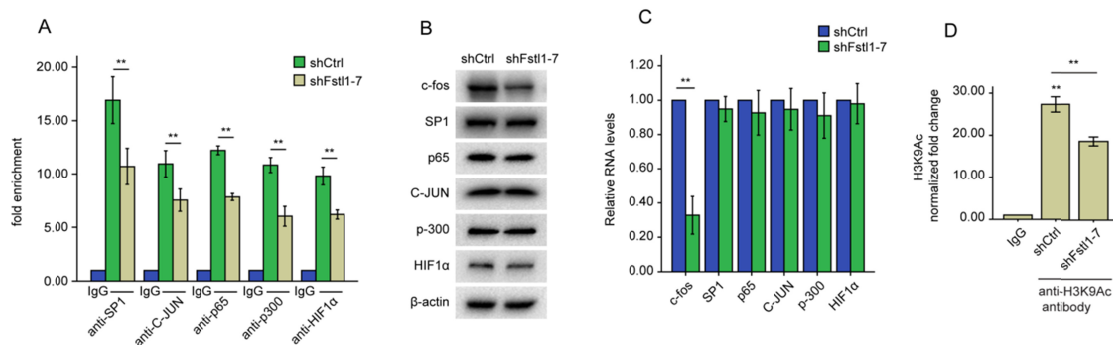 A
shCtrl
shFstl1-7
fold enrichment
20.00
15.00
10.00
5.00
.00
**
**
**
**
**
IgG
IgG
IgG
IgG
IgG
anti-SP1
anti-C-JUN
anti-p65
anti-p300
anti-HIF1α
B
shCtrl shFstl1-7
c-fos
SP1
p65
C-JUN
p-300
HIF1α
β-actin
C
shCtrl
shFstl1-7
Relative RNA levels
1.20
1.00
0.80
0.60
0.40
0.20
0.00
**
c-fos
SP1
p65
C-JUN
p-300
HIF1α
D
H3K9Ac
normalized fold change
30.00
20.00
10.00
0.00
**
**
IgG
shCtrl
shFstl1-7
anti-H3K9Ac
antibody